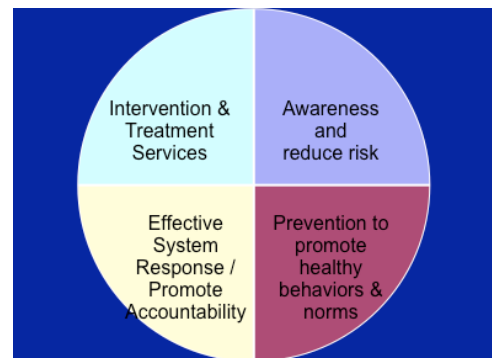 Intervention &
Treatment
Services
Awareness
and
reduce risk
Effective
System
Response /
Promote
Accountability
Prevention to
promote
healthy
behaviors &
norms